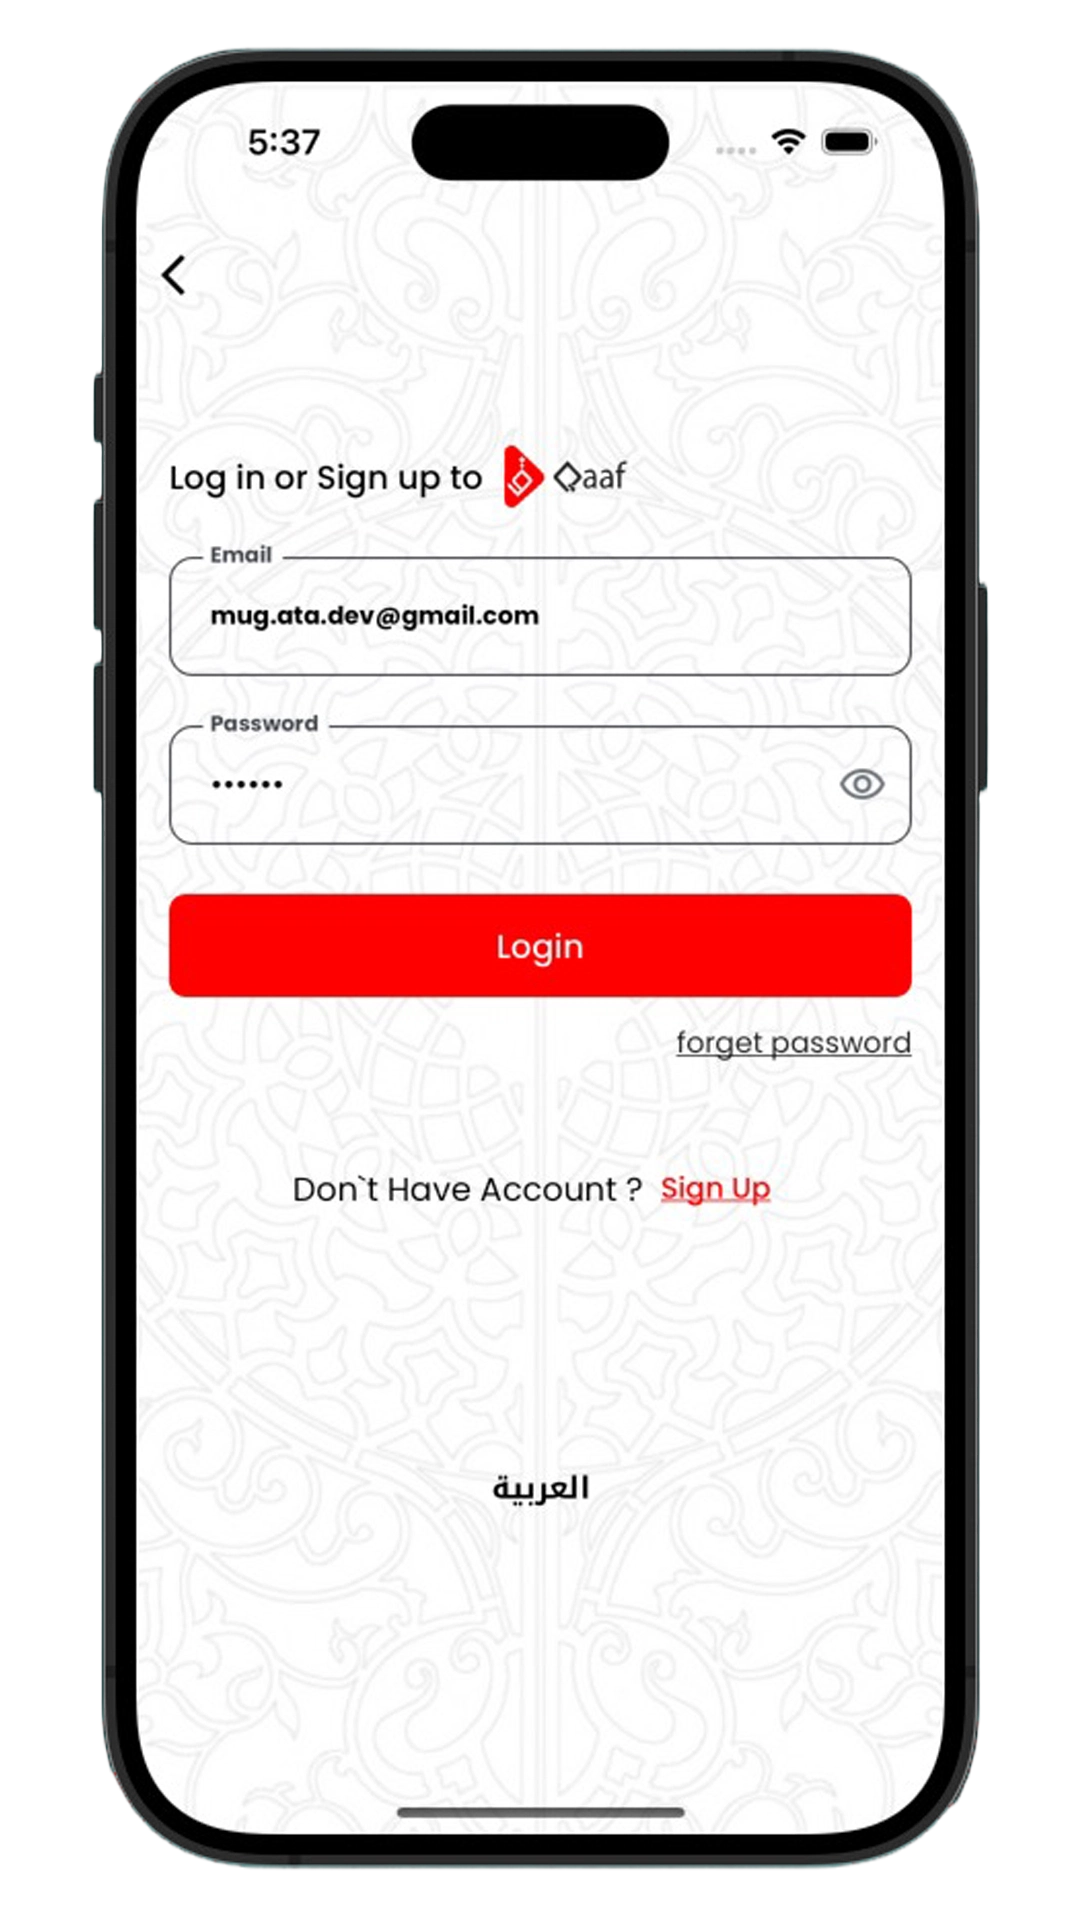 5:37
Log in or Sign up to Qaaf
Email
mug.ata.dev@gmail.com
Password
••••••
Login
forget password
Don`t Have Account ? Sign Up
العربية